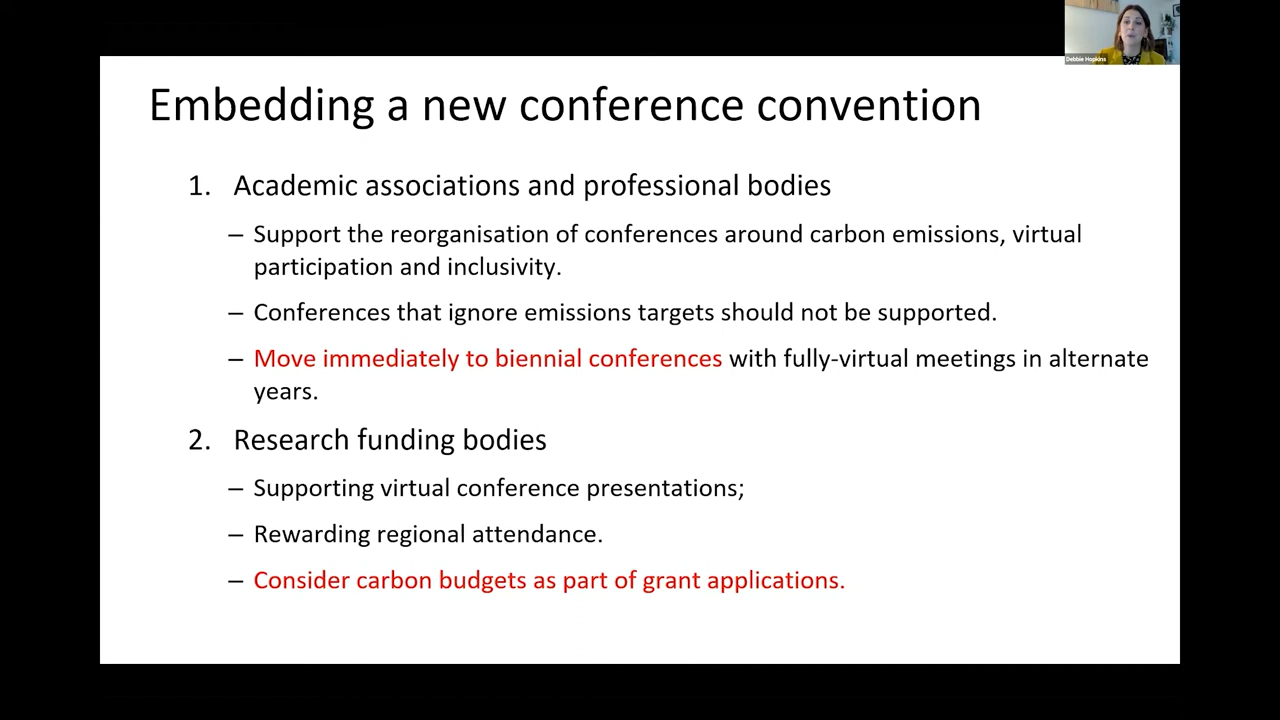 Debbie Hopkins
Embedding a new conference convention
1. Academic associations and professional bodies
– Support the reorganisation of conferences around carbon emissions, virtual
participation and inclusivity.
– Conferences that ignore emissions targets should not be supported.
– Move immediately to biennial conferences with fully-virtual meetings in alternate
years.
2. Research funding bodies
– Supporting virtual conference presentations;
– Rewarding regional attendance.
– Consider carbon budgets as part of grant applications.